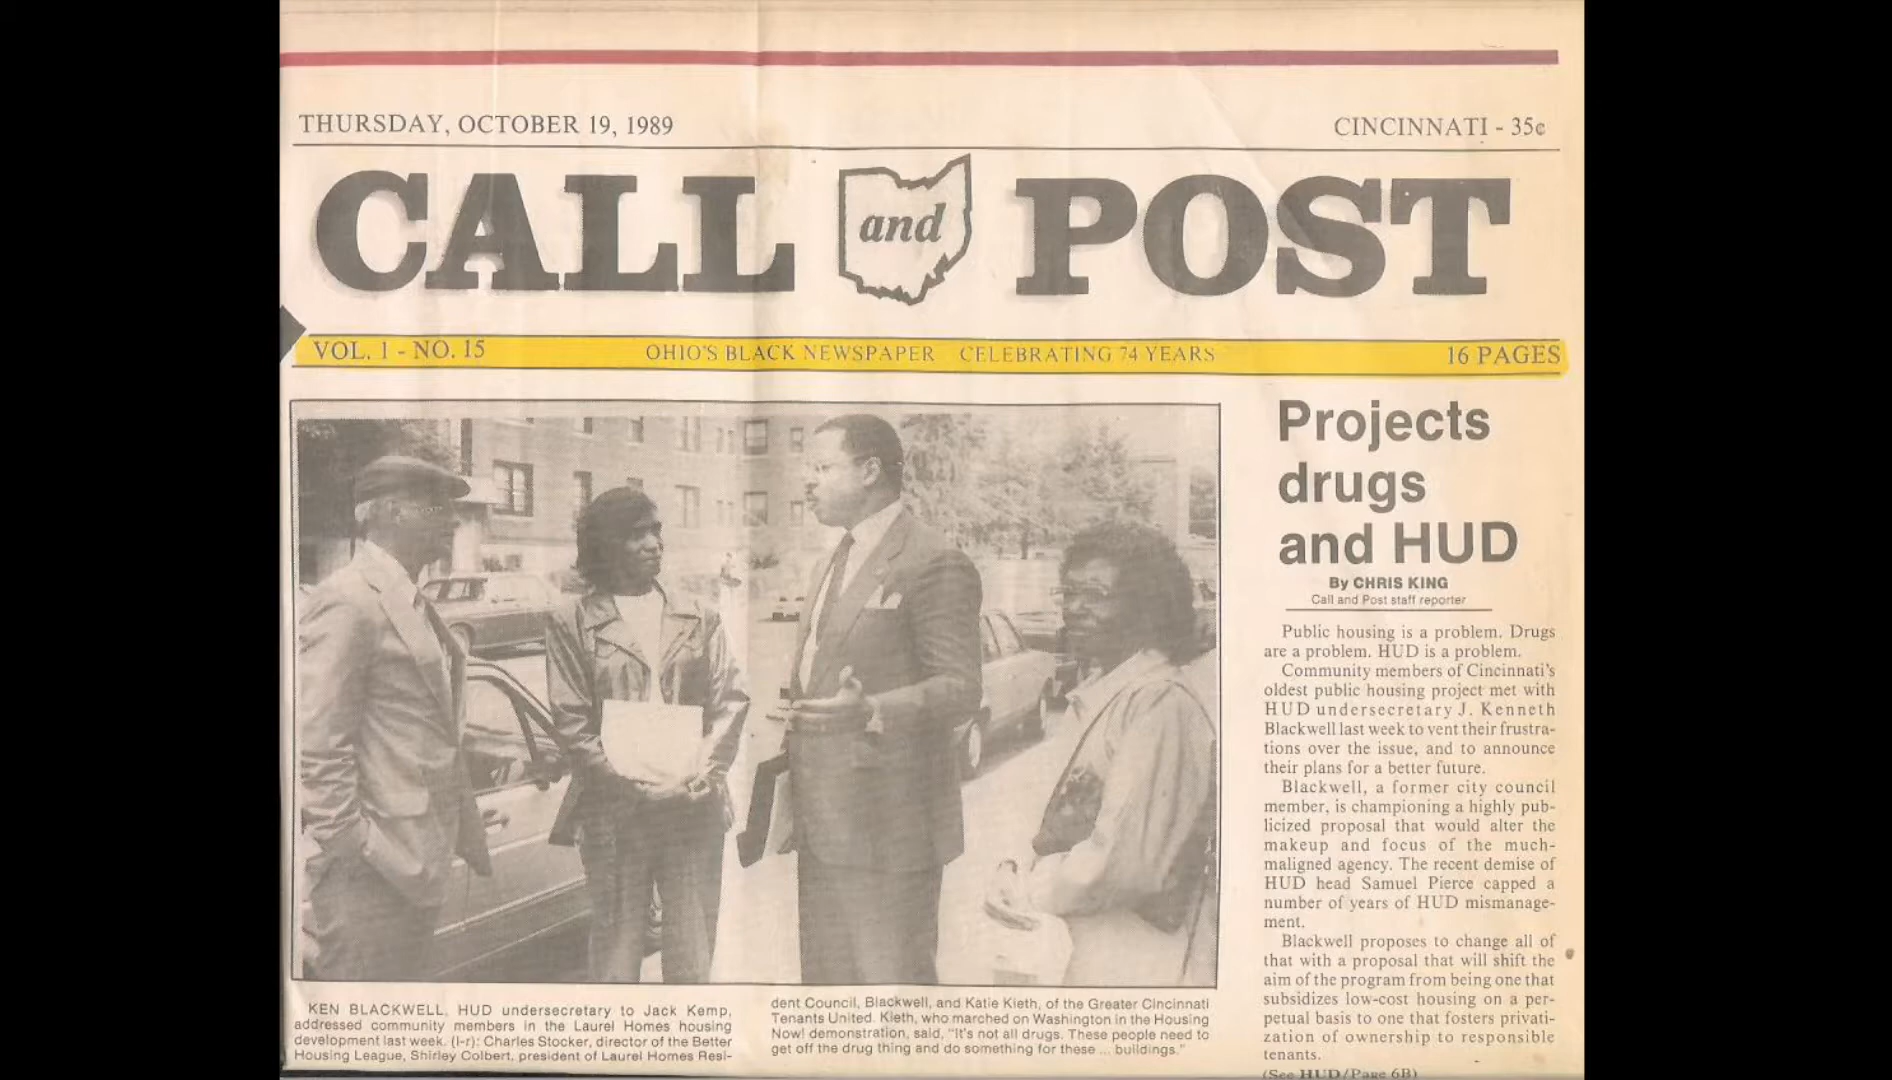 THURSDAY, OCTOBER 19, 1989
CINCINNATI - 35¢
CALL and POST
VOL. 1 - NO. 15
OHIO'S BLACK NEWSPAPER CELEBRATING 74 YEARS
16 PAGES
Projects
drugs
and HUD
By CHRIS KING
Call and Post staff reporter
Public housing is a problem. Drugs
are a problem. HUD is a problem.
Community members of Cincinnati's
oldest public housing project met with
HUD undersecretary J. Kenneth
Blackwell last week to vent their frustra-
tions over the issue, and to announce
their plans for a better future.
Blackwell, a former city council
member, is championing a highly pub-
licized proposal that would alter the
makeup and focus of the much-
maligned agency. The recent demise of
HUD head Samuel Pierce capped a
number of years of HUD mismanage-
ment.
Blackwell proposes to change all of
that with a proposal that will shift the
aim of the program from being one that
subsidizes low-cost housing on a per-
petual basis to one that fosters privati-
zation of ownership to responsible
tenants.
(See HUD/Page 6B)
KEN BLACKWELL, HUD undersecretary to Jack Kemp,
addressed community members in the Laurel Homes housing
development last week. (l-r): Charles Stocker, director of the Better
Housing League, Shirley Colbert, president of Laurel Homes Resi-
dent Council, Blackwell, and Katie Kieth, of the Greater Cincinnati
Tenants United. Kieth, who marched on Washington in the Housing
Now! demonstration, said, "It's not all drugs. These people need to
get off the drug thing and do something for these ... buildings."